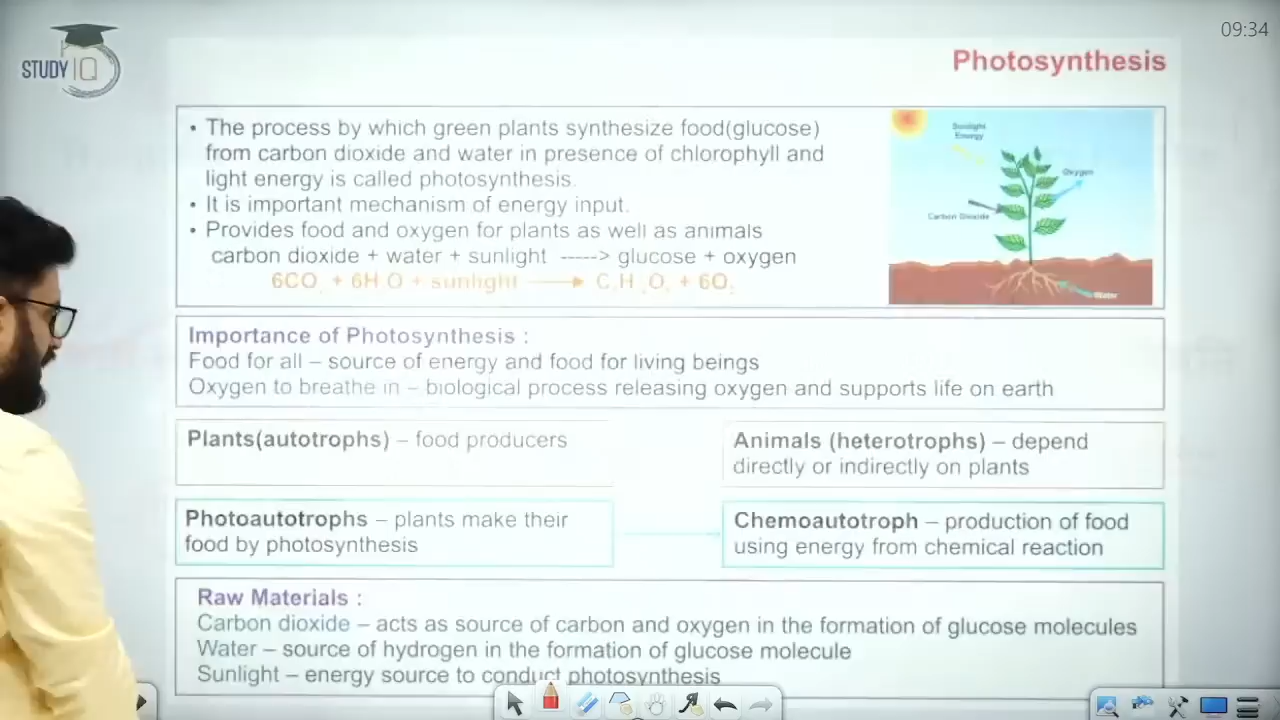 09:34
STUDY IQ
Photosynthesis
• The process by which green plants synthesize food(glucose)
from carbon dioxide and water in presence of chlorophyll and
light energy is called photosynthesis.
• It is important mechanism of energy input.
• Provides food and oxygen for plants as well as animals
carbon dioxide + water + sunlight -----> glucose + oxygen
6CO + 6H O + sunlight → C H O + 6O
Sunlight
Energy
Oxygen
Carbon Dioxide
Water
Importance of Photosynthesis :
Food for all – source of energy and food for living beings
Oxygen to breathe in – biological process releasing oxygen and supports life on earth
Plants(autotrophs) – food producers
Animals (heterotrophs) – depend
directly or indirectly on plants
Photoautotrophs – plants make their
food by photosynthesis
Chemoautotroph – production of food
using energy from chemical reaction
Raw Materials :
Carbon dioxide – acts as source of carbon and oxygen in the formation of glucose molecules
Water – source of hydrogen in the formation of glucose molecule
Sunlight – energy source to conduct photosynthesis